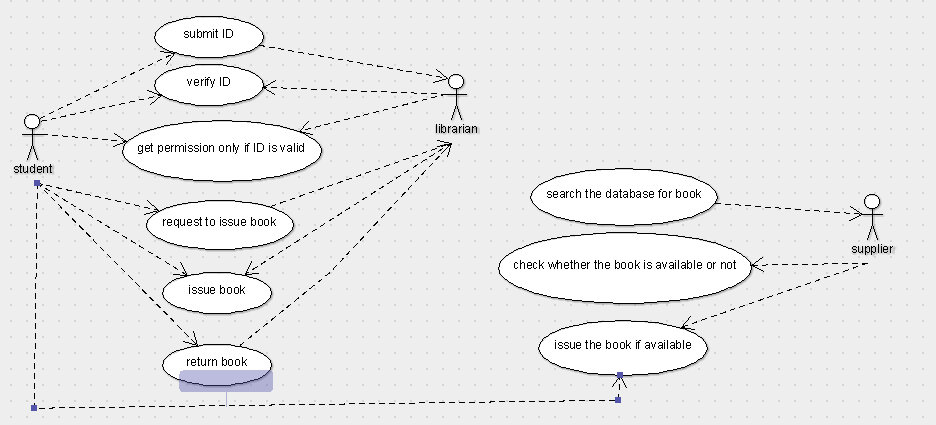 submit ID
verify ID
get permission only if ID is valid
student
librarian
request to issue book
issue book
return book
search the database for book
check whether the book is available or not
supplier
issue the book if available